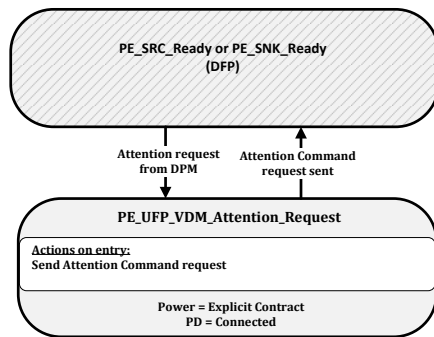 PE_SRC_Ready or PE_SNK_Ready
(DFP)
Attention request
from DPM
Attention Command
request sent
PE_UFP_VDM_Attention_Request
Actions on entry:
Send Attention Command request
Power = Explicit Contract
PD = Connected